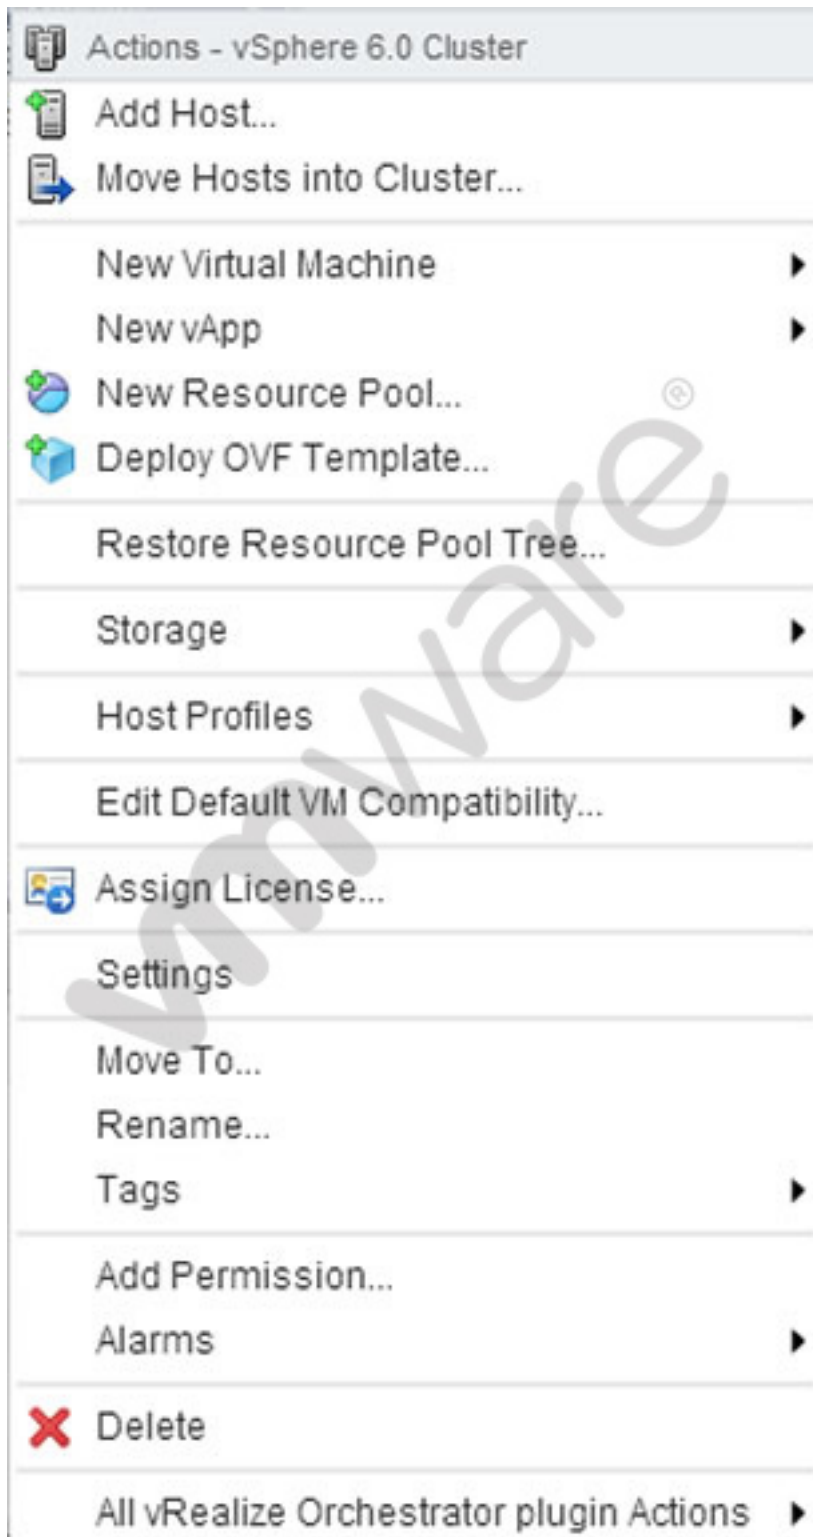 Actions - vSphere 6.0 Cluster
Add Host...
Move Hosts into Cluster...
New Virtual Machine
New vApp
New Resource Pool...
Deploy OVF Template...
Restore Resource Pool Tree...
Storage
Host Profiles
Edit Default VM Compatibility...
Assign License...
Settings
Move To...
Rename...
Tags
Add Permission...
Alarms
Delete
All vRealize Orchestrator plugin Actions
vmware®